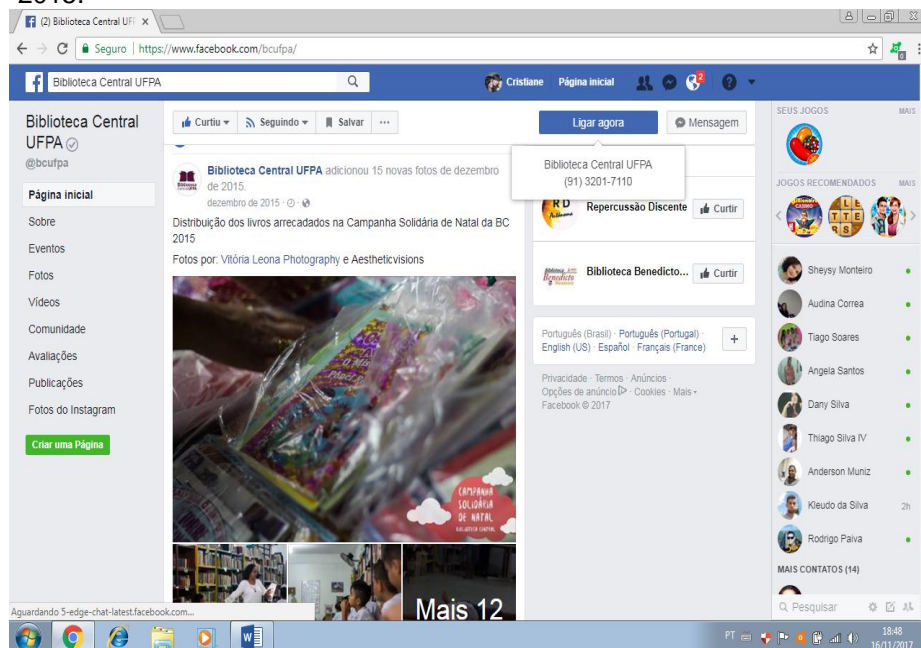 2015.
(2) Biblioteca Central UF
Seguro | https://www.facebook.com/bcufpa/
Biblioteca Central UFPA
Cristiane Página inicial 2 ?
Biblioteca Central
UFPA
@bcufpa
Página inicial
Sobre
Eventos
Fotos
Vídeos
Comunidade
Avaliações
Publicações
Fotos do Instagram
Criar uma Página
Curtiu Seguindo Salvar ...
Biblioteca Central UFPA adicionou 15 novas fotos de dezembro
de 2015.
dezembro de 2015
Distribuição dos livros arrecadados na Campanha Solidária de Natal da BC
2015
Fotos por: Vitória Leona Photography e Aestheticvisions
CAMPANHA
SOLIDÁRIA
DE NATAL
BIBLIOTECA CENTRAL
Mais 12
Ligar agora Mensagem
Biblioteca Central UFPA
(91) 3201-7110
RD
Repercussão Discente Curtir
Benedicto
Biblioteca Benedicto... Curtir
Português (Brasil) · Português (Portugal) ·
English (US) · Español · Français (France) +
Privacidade · Termos · Anúncios ·
Opções de anúncio · Cookies · Mais
Facebook © 2017
SEUS JOGOS MAIS
JOGOS RECOMENDADOS MAIS
LE
TTE
RS
Sheysy Monteiro
Audina Correa
Tiago Soares
Angela Santos
Dany Silva
Thiago Silva IV
Anderson Muniz
Kleudo da Silva 2h
Rodrigo Paiva
MAIS CONTATOS (14)
Pesquisar
Aguardando 5-edge-chat-latest.facebook.com...
PT 18:48
16/11/2017